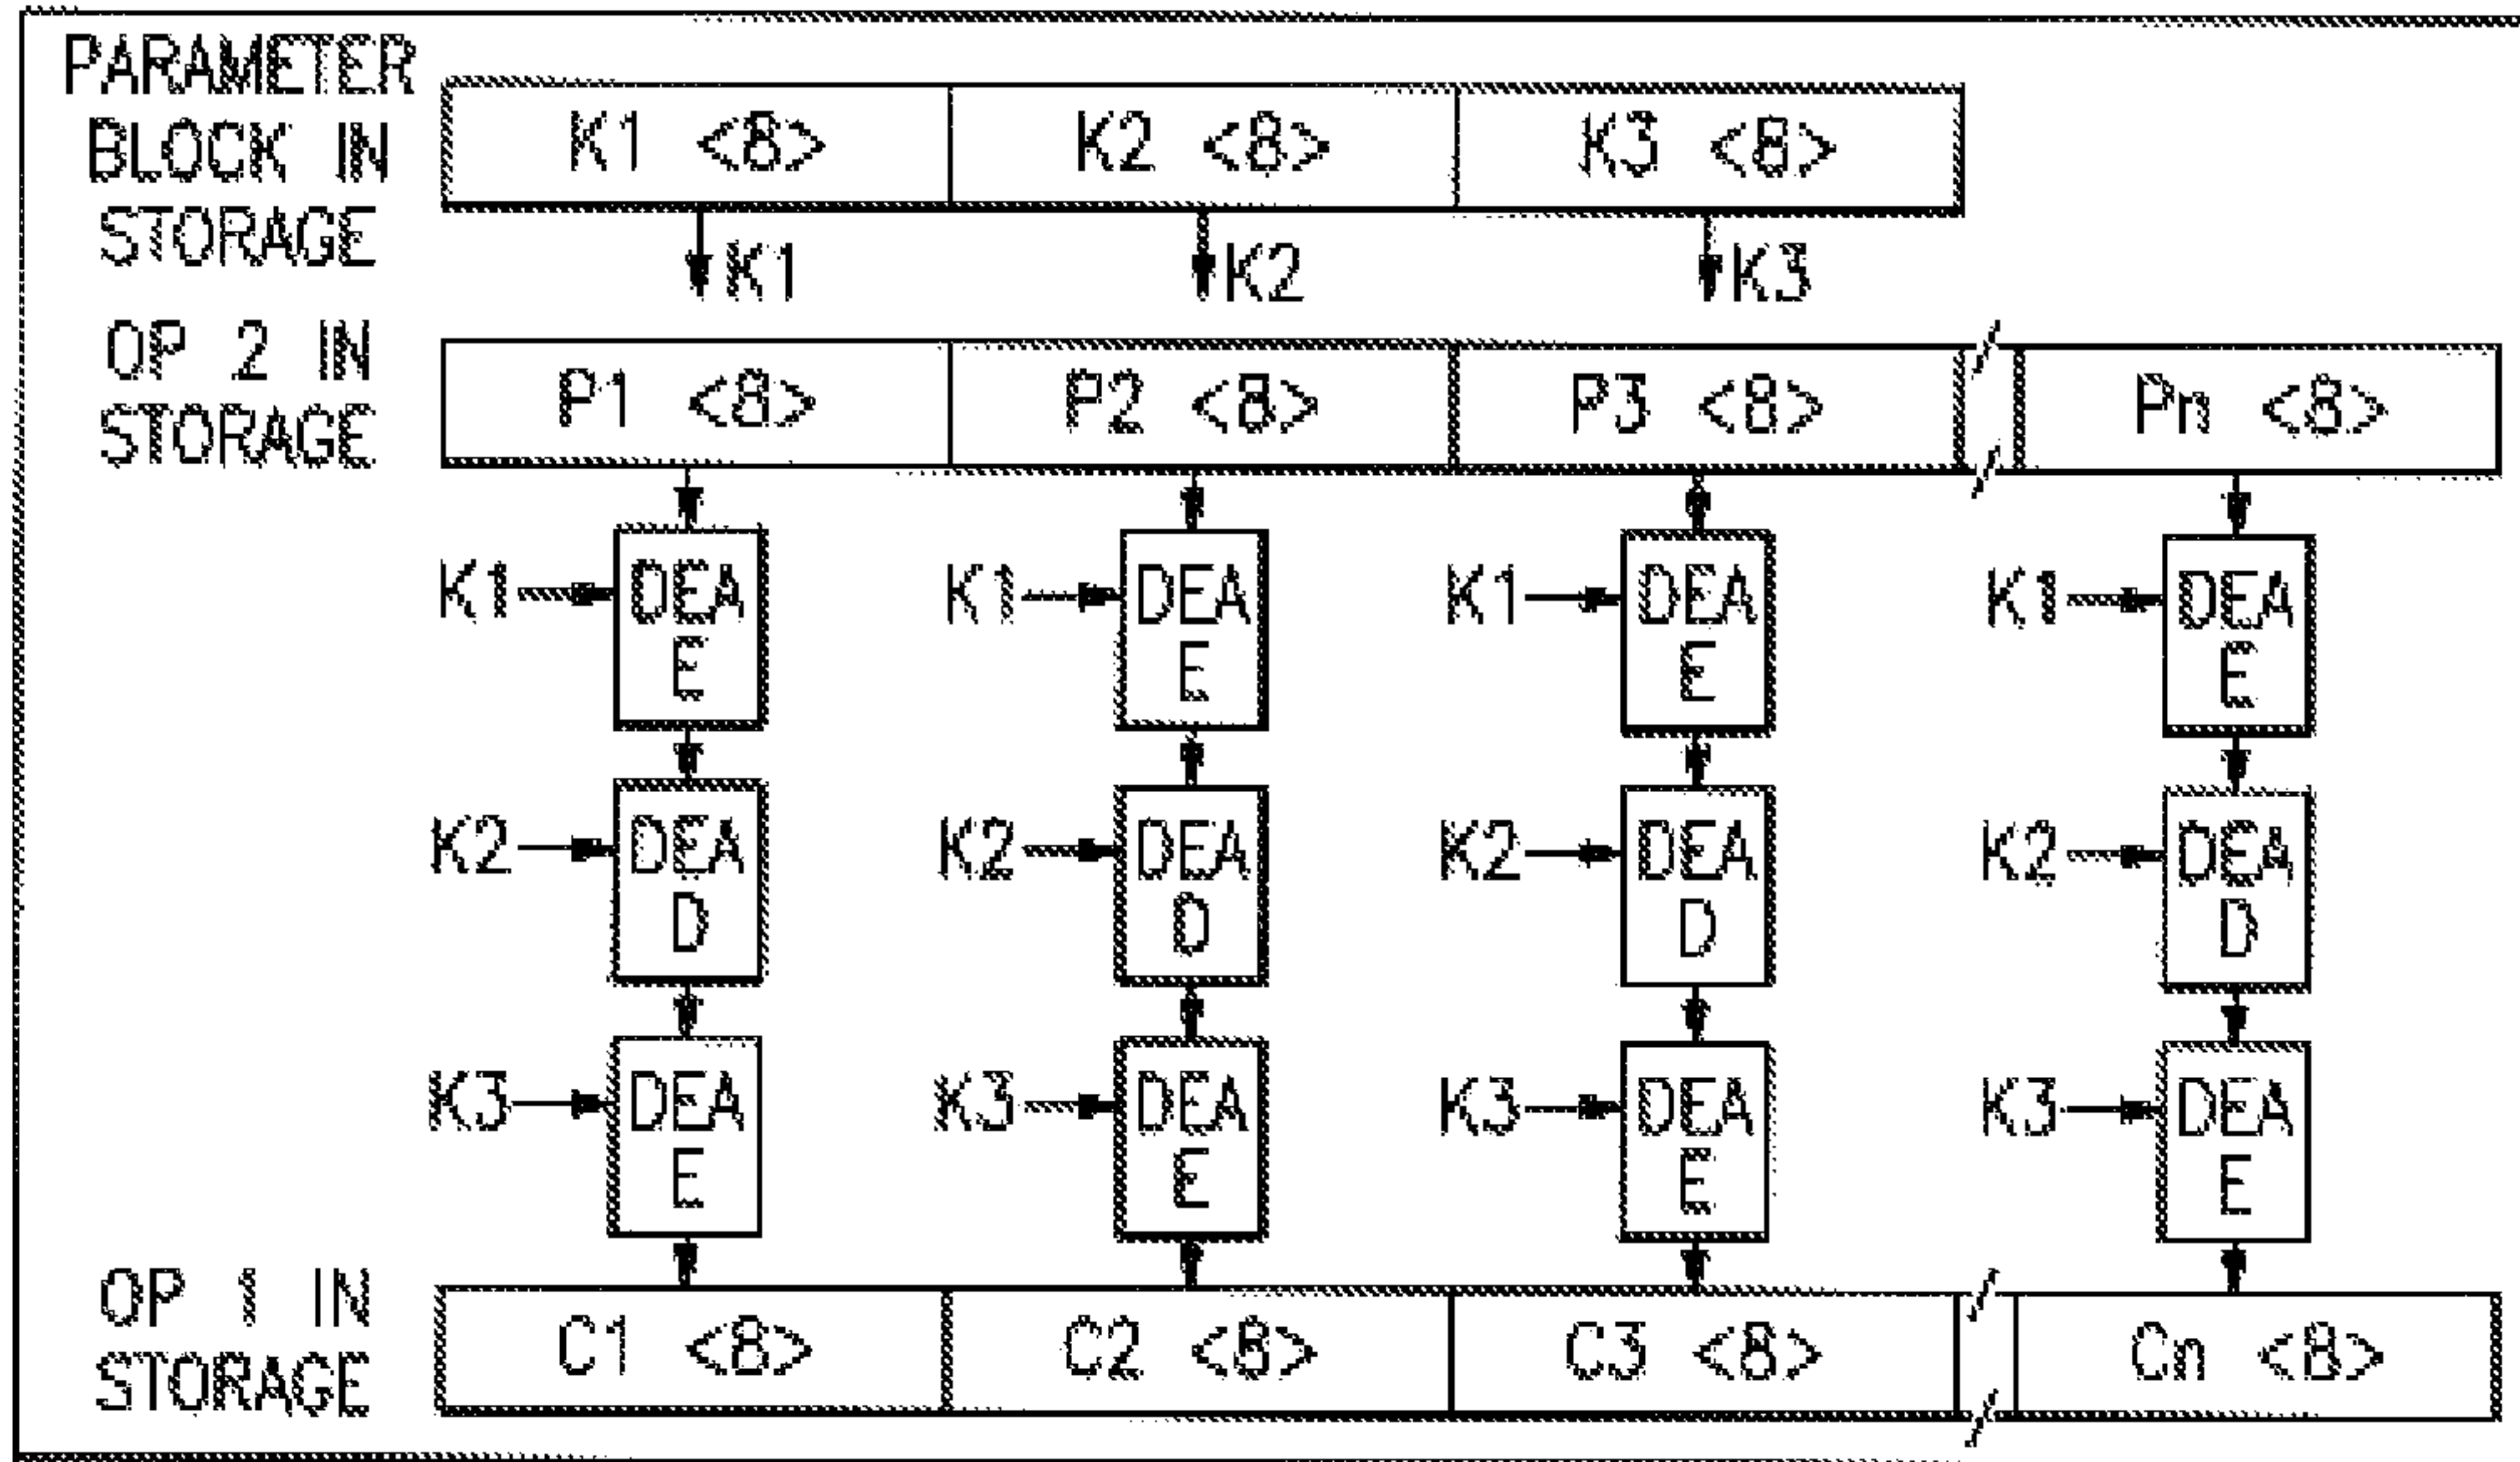 PARAMETER
BLOCK IN
STORAGE
K1 <8> K2 <8> K3 <8>
K1 K2 K3
OP 2 IN
STORAGE
P1 <8> P2 <8> P3 <8> Pn <8>
K1 DEA K1 DEA K1 DEA K1 DEA
E E E E
K2 DEA K2 DEA K2 DEA K2 DEA
D D D D
K3 DEA K3 DEA K3 DEA K3 DEA
E E E E
OP 1 IN
STORAGE
C1 <8> C2 <8> C3 <8> Cn <8>